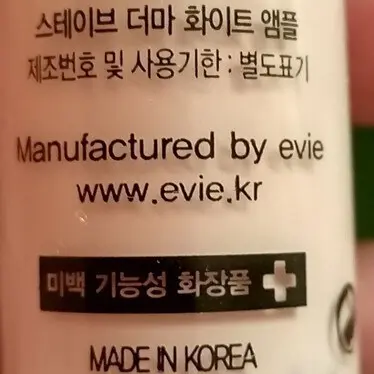 스테이브 더마 화이트 앰플
제조번호 및 사용기한 : 별도표기
Manufactured by evie
www.evie.kr
미백 기능성 화장품
MADE IN KOREA